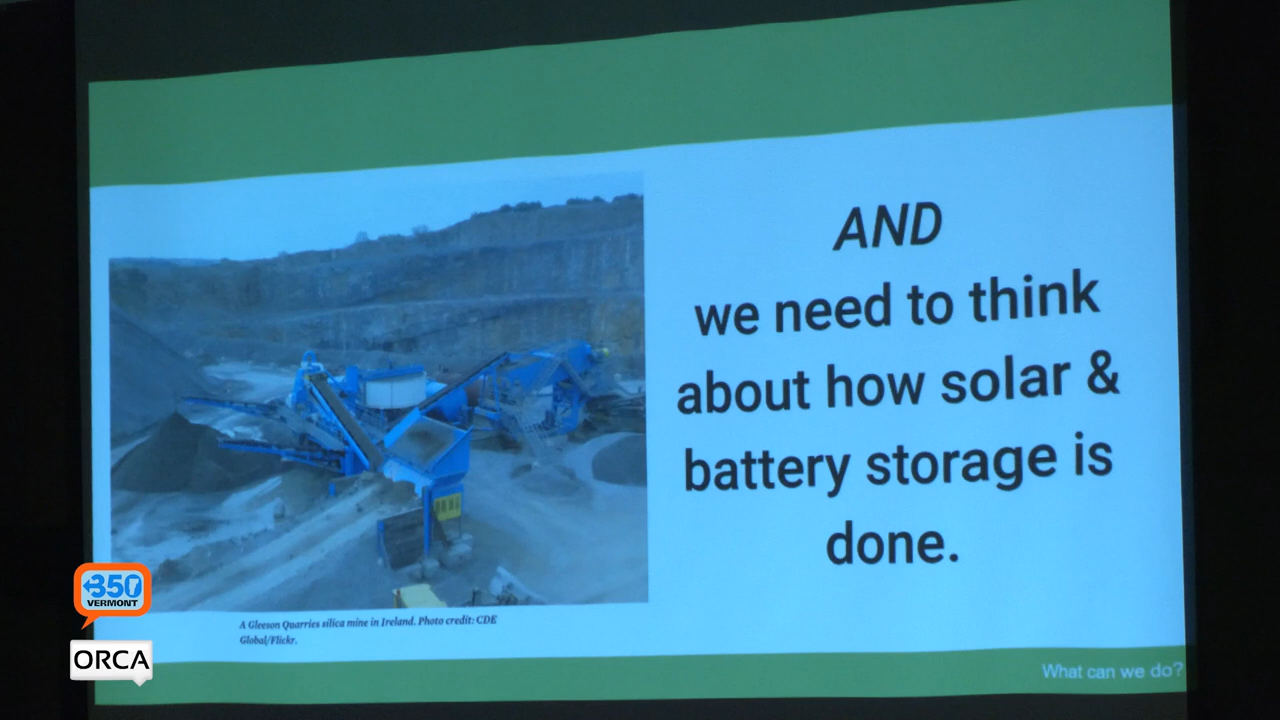 AND
we need to think
about how solar &
battery storage is
done.
A Gleeson Quarries silica mine in Ireland. Photo credit: CDE
Global/Flickr.
350
VERMONT
ORCA
What can we do?